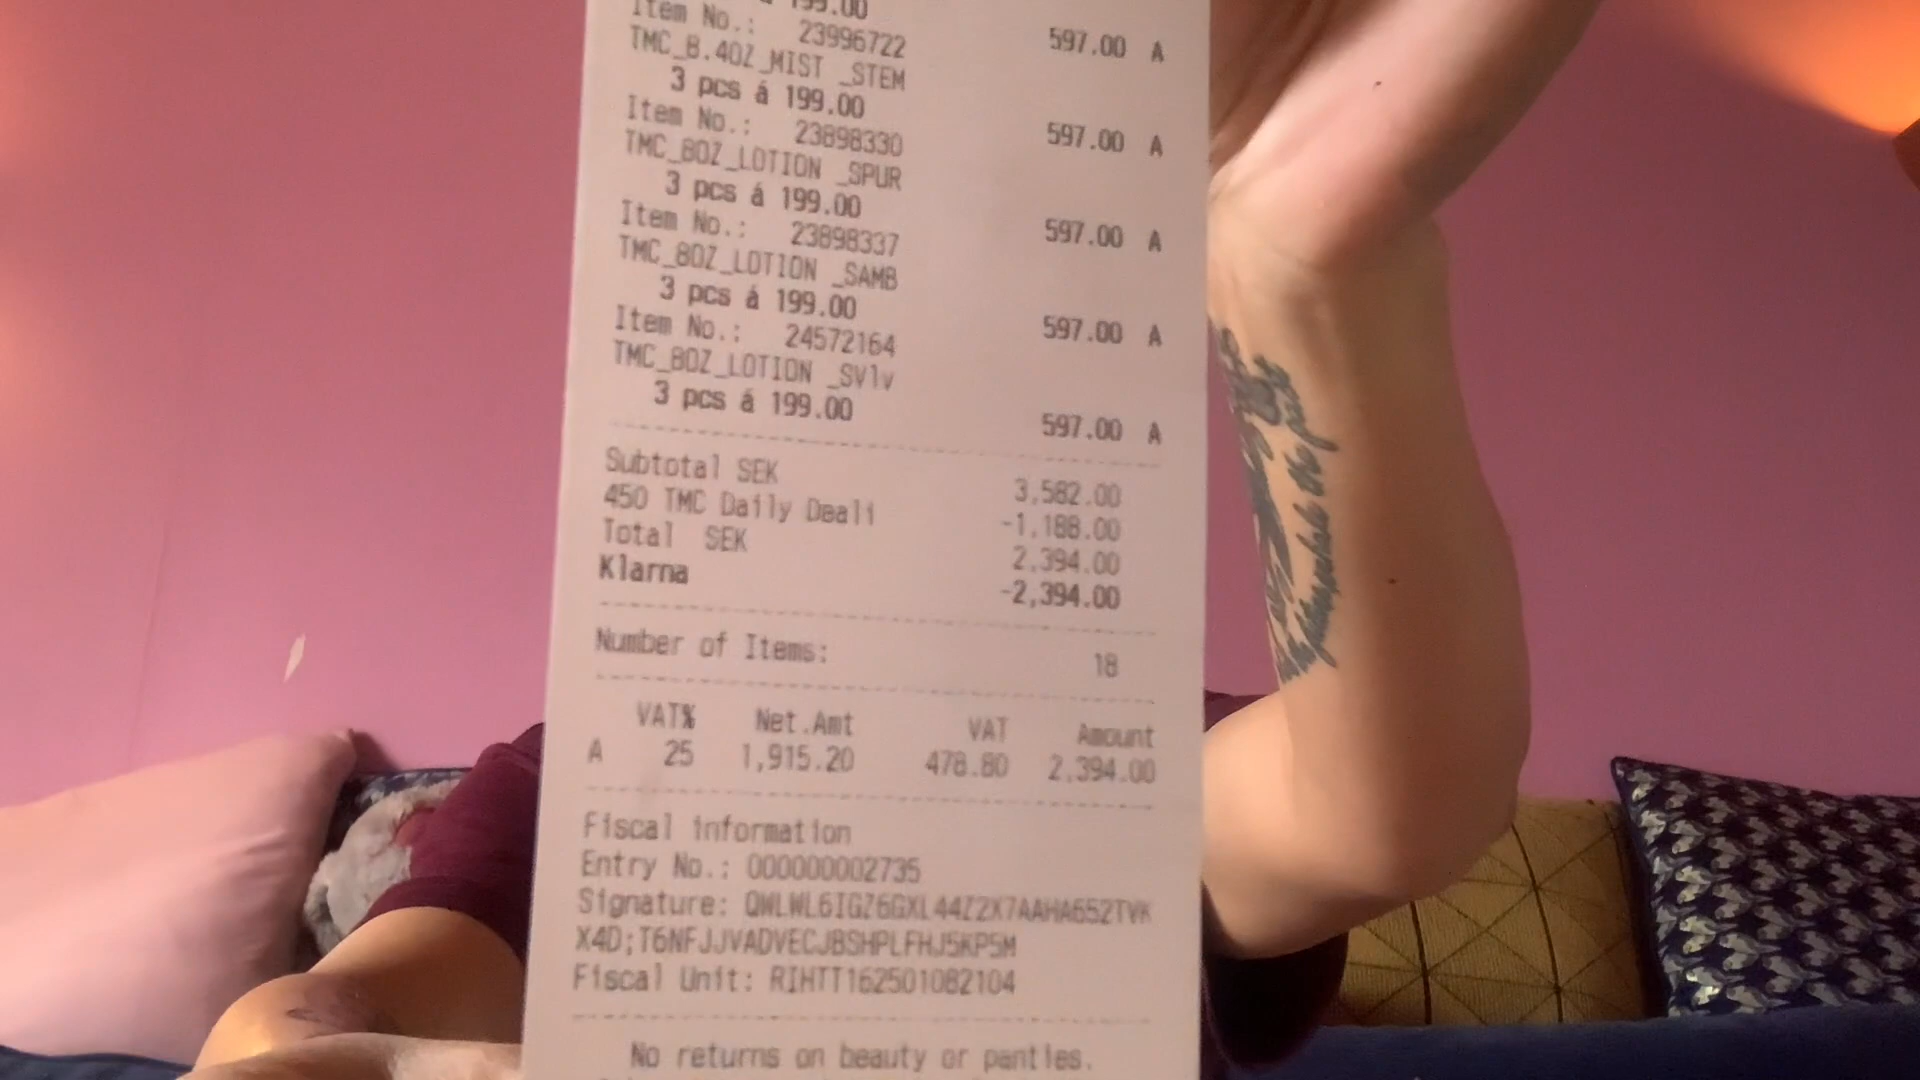 á 199.00
597.00 A
Item No.: 23996722
TMC_8.4OZ_MIST _STEM
3 pcs á 199.00
597.00 A
Item No.: 23898330
TMC_8OZ_LOTION _SPUR
3 pcs á 199.00
597.00 A
Item No.: 23898337
TMC_8OZ_LOTION _SAMB
3 pcs á 199.00
597.00 A
Item No.: 24572164
TMC_8OZ_LOTION _SVlv
3 pcs á 199.00
597.00 A
Subtotal SEK 3,582.00
450 TMC Daily Deali -1,188.00
Total SEK 2,394.00
Klarna -2,394.00
Number of Items: 18
VAT% Net.Amt VAT Amount
A 25 1,915.20 478.80 2,394.00
Fiscal information
Entry No.: 000000002735
Signature: QWLWL6IGZ6GXL44Z2X7AAHA652TVK
X4D;T6NFJJVADVECJBSHPLFHJ5KP5M
Fiscal Unit: RIHTT162501082104
No returns on beauty or panties.